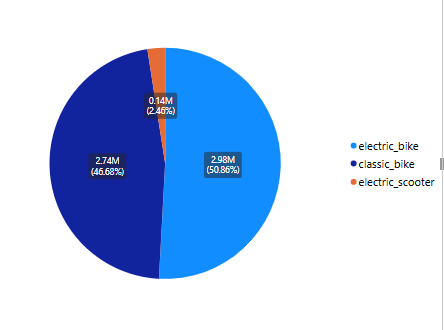 0.14M
(2.46%)
2.74M
(46.68%)
2.98M
(50.86%)
electric_bike
classic_bike
electric_scooter